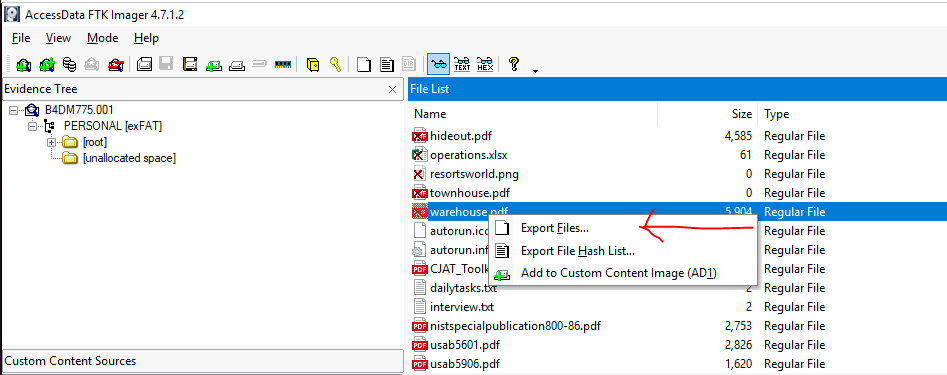 AccessData FTK Imager 4.7.1.2
File View Mode Help
TEXT HEX
Evidence Tree
B4DM775.001
PERSONAL [exFAT]
[root]
[unallocated space]
Custom Content Sources
File List
Name Size Type
hideout.pdf 4,585 Regular File
operations.xlsx 61 Regular File
resortsworld.png 0 Regular File
townhouse.pdf 0 Regular File
warehouse.pdf 5,904 Regular File
autorun.ico Regular File
Export Files...
autorun.inf Regular File
Export File Hash List...
CJAT_Toolk Regular File
Add to Custom Content Image (AD1)
dailytasks.txt 2 Regular File
interview.txt 2 Regular File
nistspecialpublication800-86.pdf 2,753 Regular File
usab5601.pdf 2,826 Regular File
usab5906.pdf 1,620 Regular File